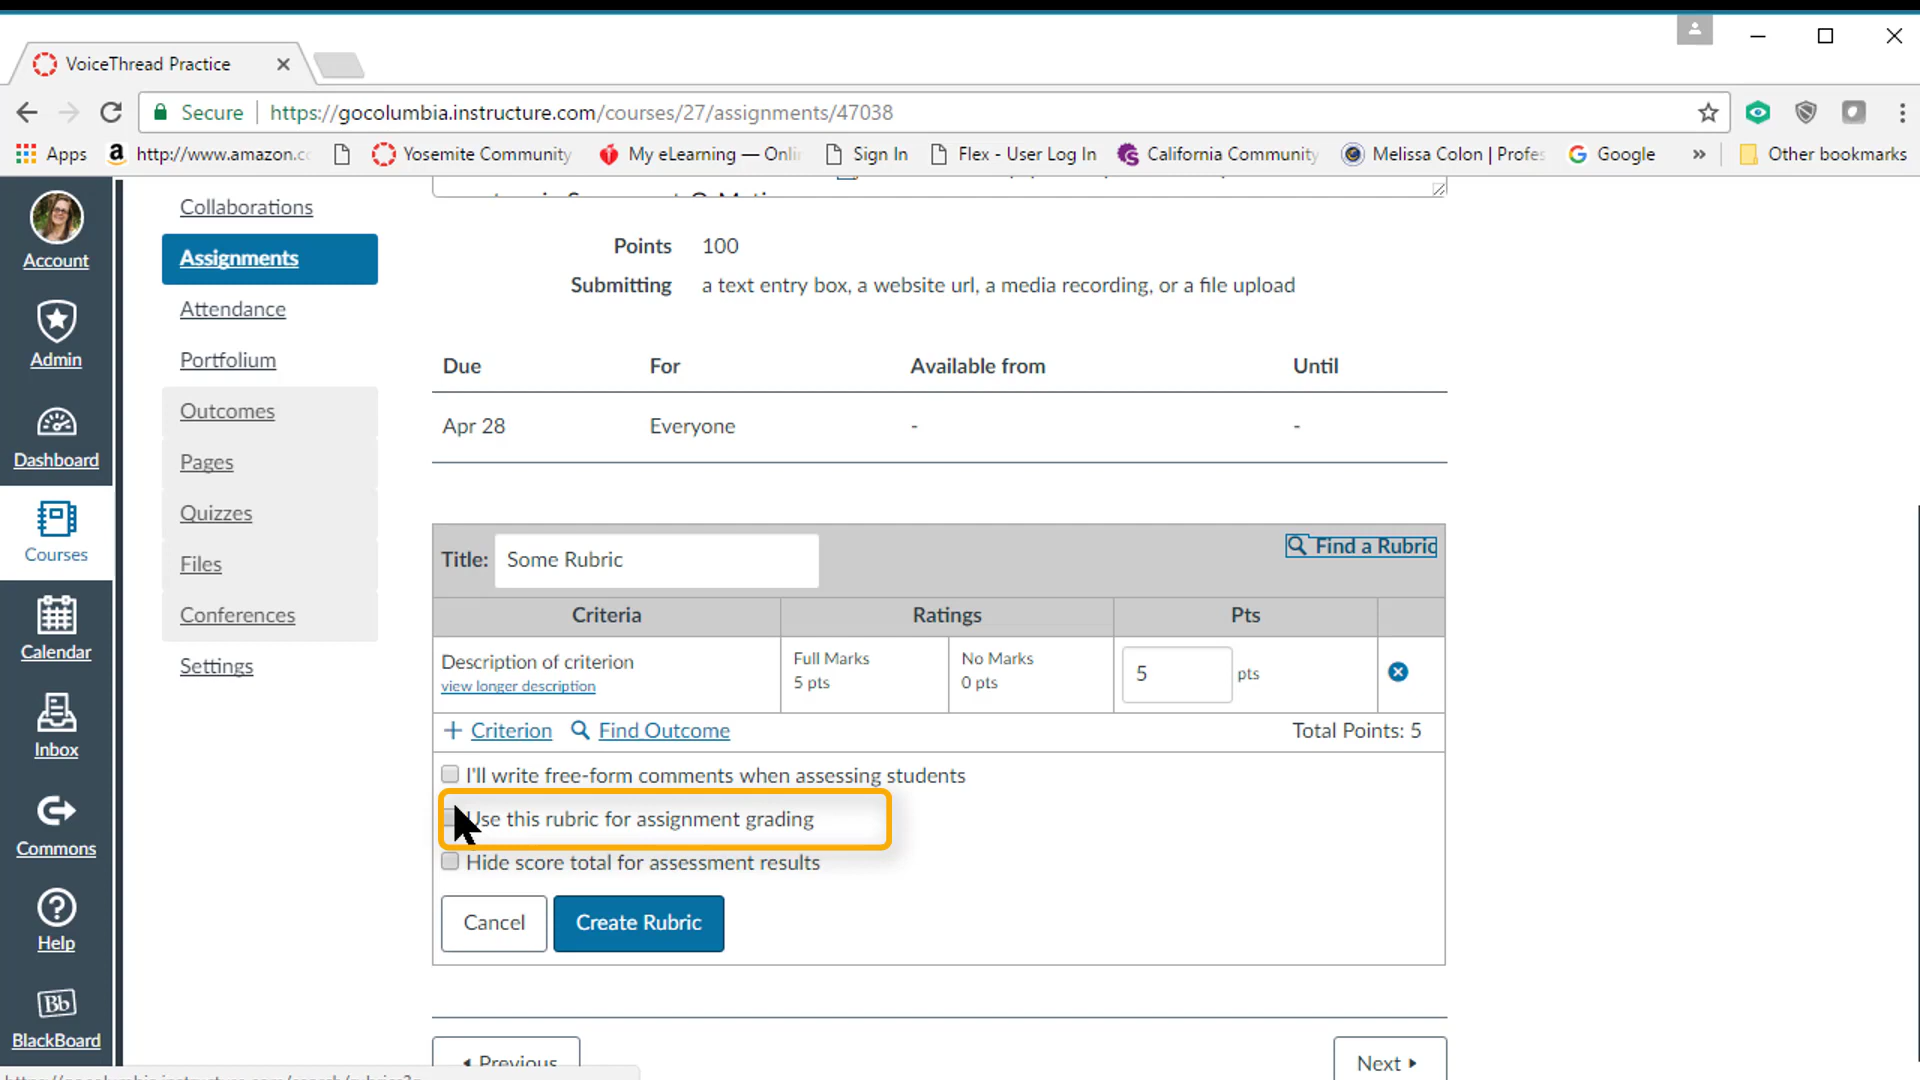 VoiceThread Practice
Secure https://gocolumbia.instructure.com/courses/27/assignments/47038
Apps http://www.amazon.co Yosemite Community My eLearning — Onli Sign In Flex - User Log In California Community Melissa Colon | Profes Google » Other bookmarks
Account
Admin
Dashboard
Courses
Calendar
Inbox
Commons
Help
Bb
BlackBoard
Collaborations
Assignments
Attendance
Portfolium
Outcomes
Pages
Quizzes
Files
Conferences
Settings
Points 100
Submitting a text entry box, a website url, a media recording, or a file upload
Due For Available from Until
Apr 28 Everyone - -
Title: Some Rubric Find a Rubric
Criteria Ratings Pts
Description of criterion
view longer description
Full Marks
5 pts
No Marks
0 pts
5 pts
+ Criterion Find Outcome Total Points: 5
I'll write free-form comments when assessing students
Use this rubric for assignment grading
Hide score total for assessment results
Cancel Create Rubric
Previous Next